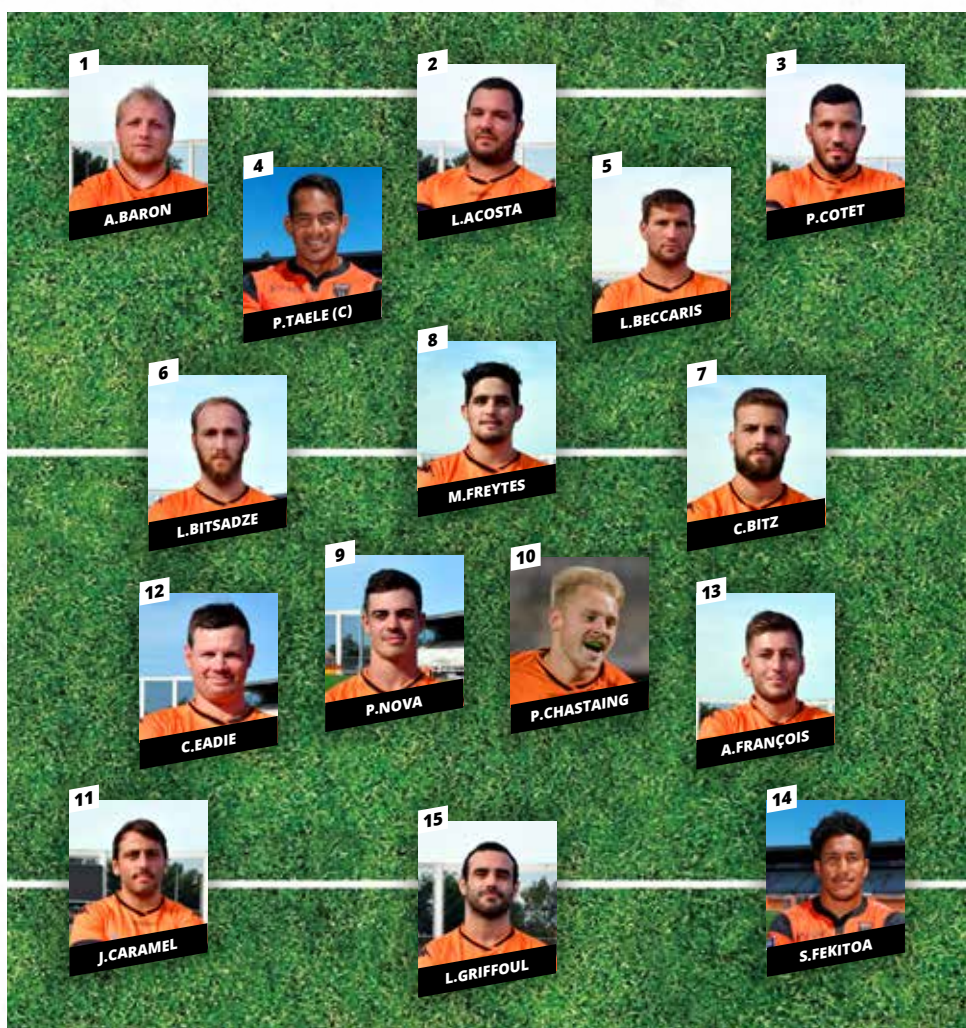 1
A.BARON
2
L.ACOSTA
3
P.COTET
4
P.TAELE (C)
5
L.BECCARIS
6
L.BITSADZE
8
M.FREYTES
7
C.BITZ
12
C.EADIE
9
P.NOVA
10
P.CHASTAING
13
A.FRANÇOIS
11
J.CARAMEL
15
L.GRIFFOUL
14
S.FEKITOA